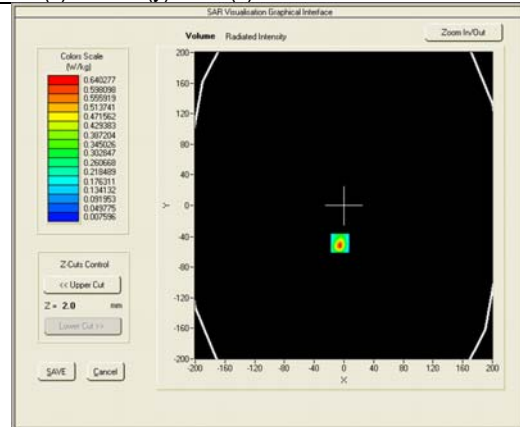 SAR Visualisation Graphical Interface
Volume Radiated Intensity
Zoom In/Out
Colors Scale
(W/kg)
0.640277
0.598098
0.555919
0.513741
0.471562
0.429383
0.387204
0.345026
0.302847
0.260668
0.218489
0.176311
0.134132
0.091953
0.049775
0.007596
200
160
120
80
40
Y
0
-40
-80
-120
-160
-200
-200
-160
-120
-80
-40
0
40
80
120
160
200
X
Z-Cuts Control
<< Upper Cut
Z = 2.0 mm
Lower Cut >>
SAVE
Cancel